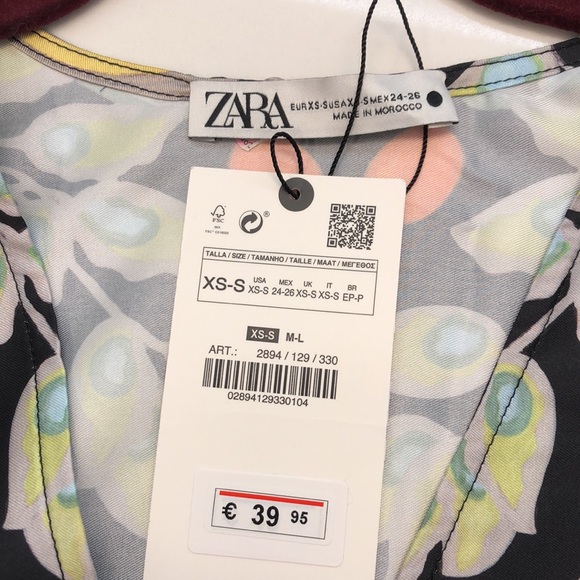 ZARA
EUR XS-S USA XS-S MEX 24-26
MADE IN MOROCCO
FSC
TALLA / SIZE / TAMANHO / TAILLE / MAAT / ΜΕΓΕΘΟΣ
XS-S
USA MEX UK IT BR
XS-S 24-26 XS-S XS-S EP-P
XS-S M-L
ART.: 2894 / 129 / 330
02894129330104
€ 39 95